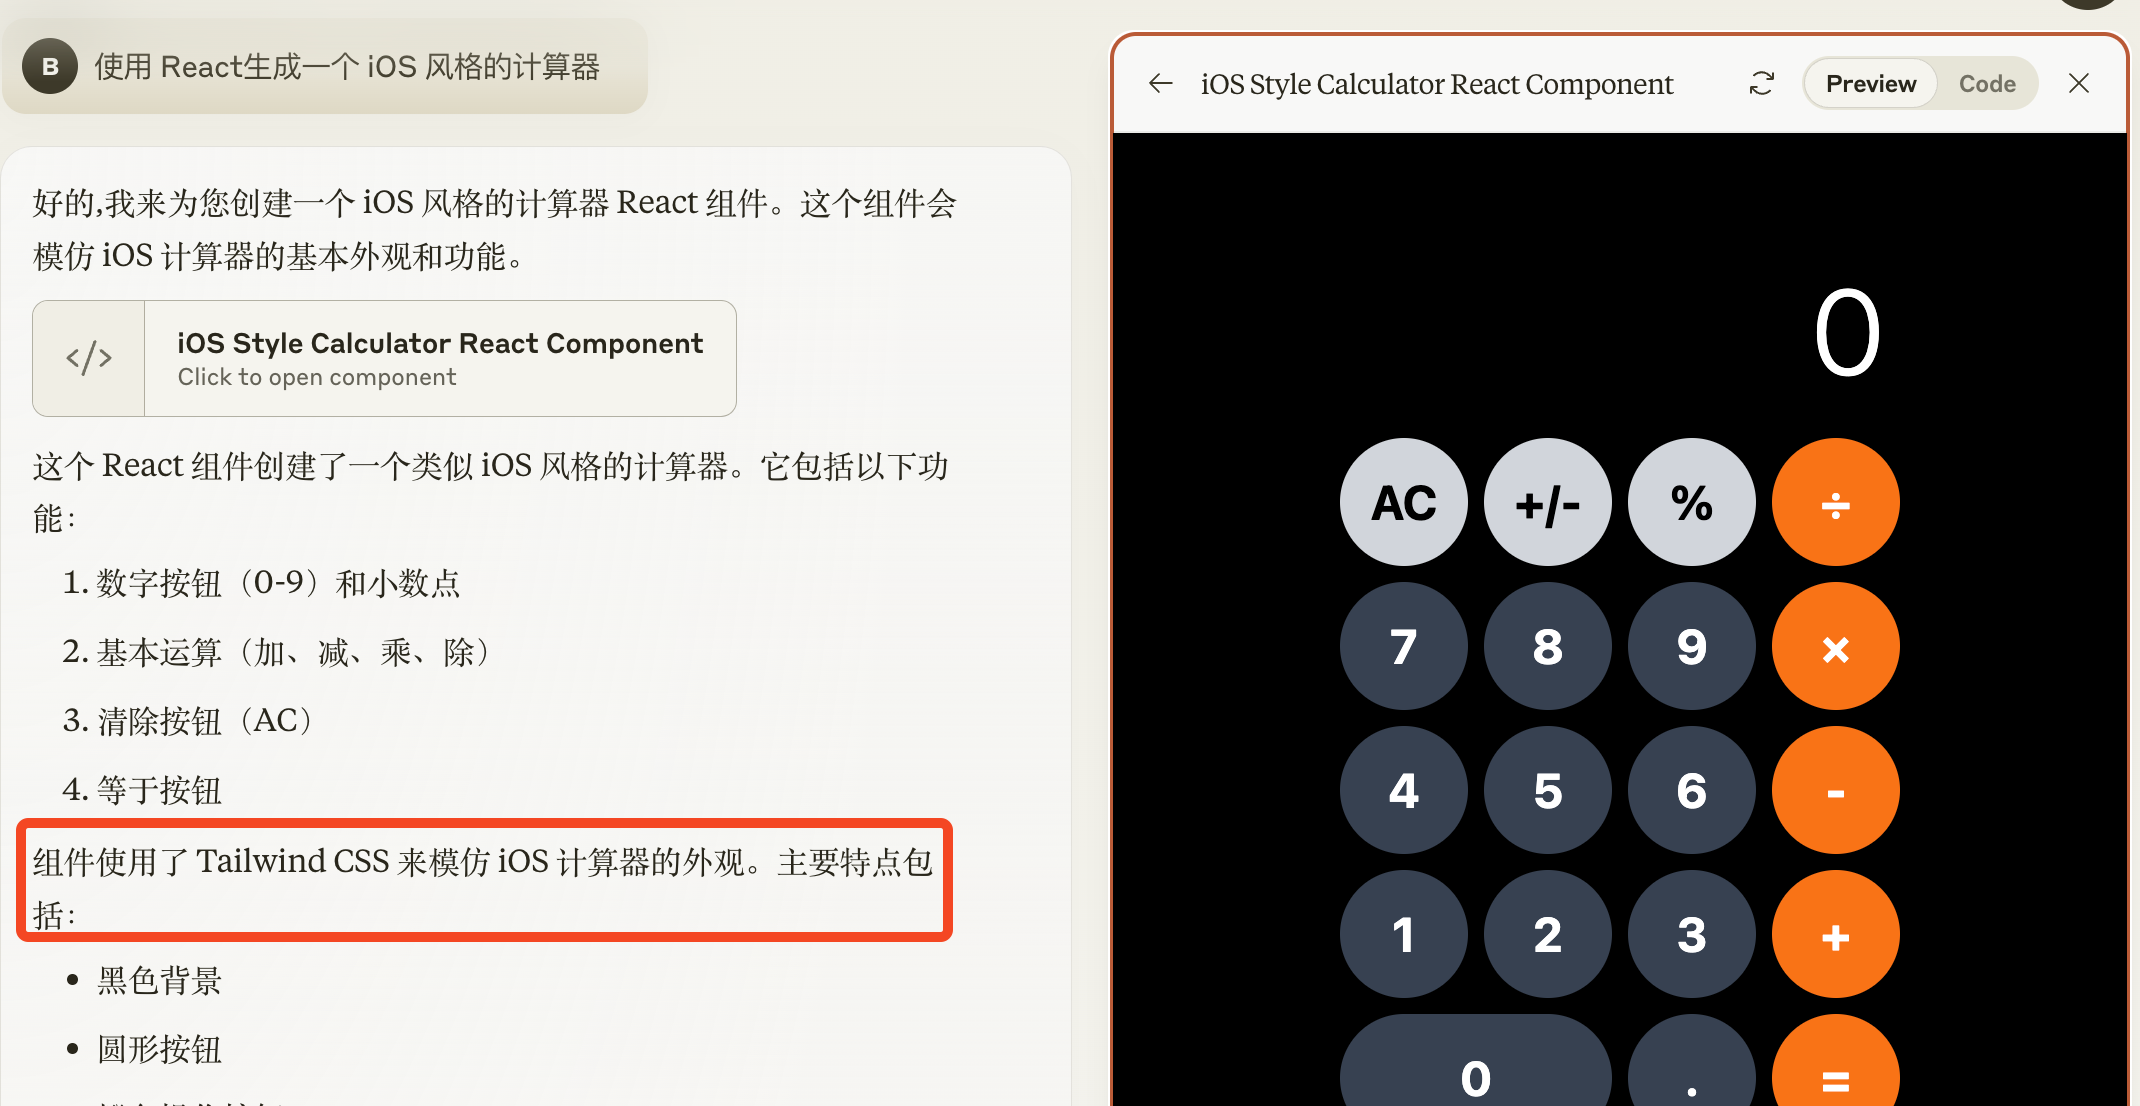 B 使用 React生成一个 iOS 风格的计算器
好的,我来为您创建一个 iOS 风格的计算器 React 组件。这个组件会
模仿 iOS 计算器的基本外观和功能。
</>
iOS Style Calculator React Component
Click to open component
这个 React 组件创建了一个类似 iOS 风格的计算器。它包括以下功
能：
1. 数字按钮（0-9）和小数点
2. 基本运算（加、减、乘、除）
3. 清除按钮（AC）
4. 等于按钮
组件使用了 Tailwind CSS 来模仿 iOS 计算器的外观。主要特点包
括：
• 黑色背景
• 圆形按钮
iOS Style Calculator React Component Preview Code
0
AC +/- % ÷
7 8 9 ×
4 5 6 -
1 2 3 +
0 . =